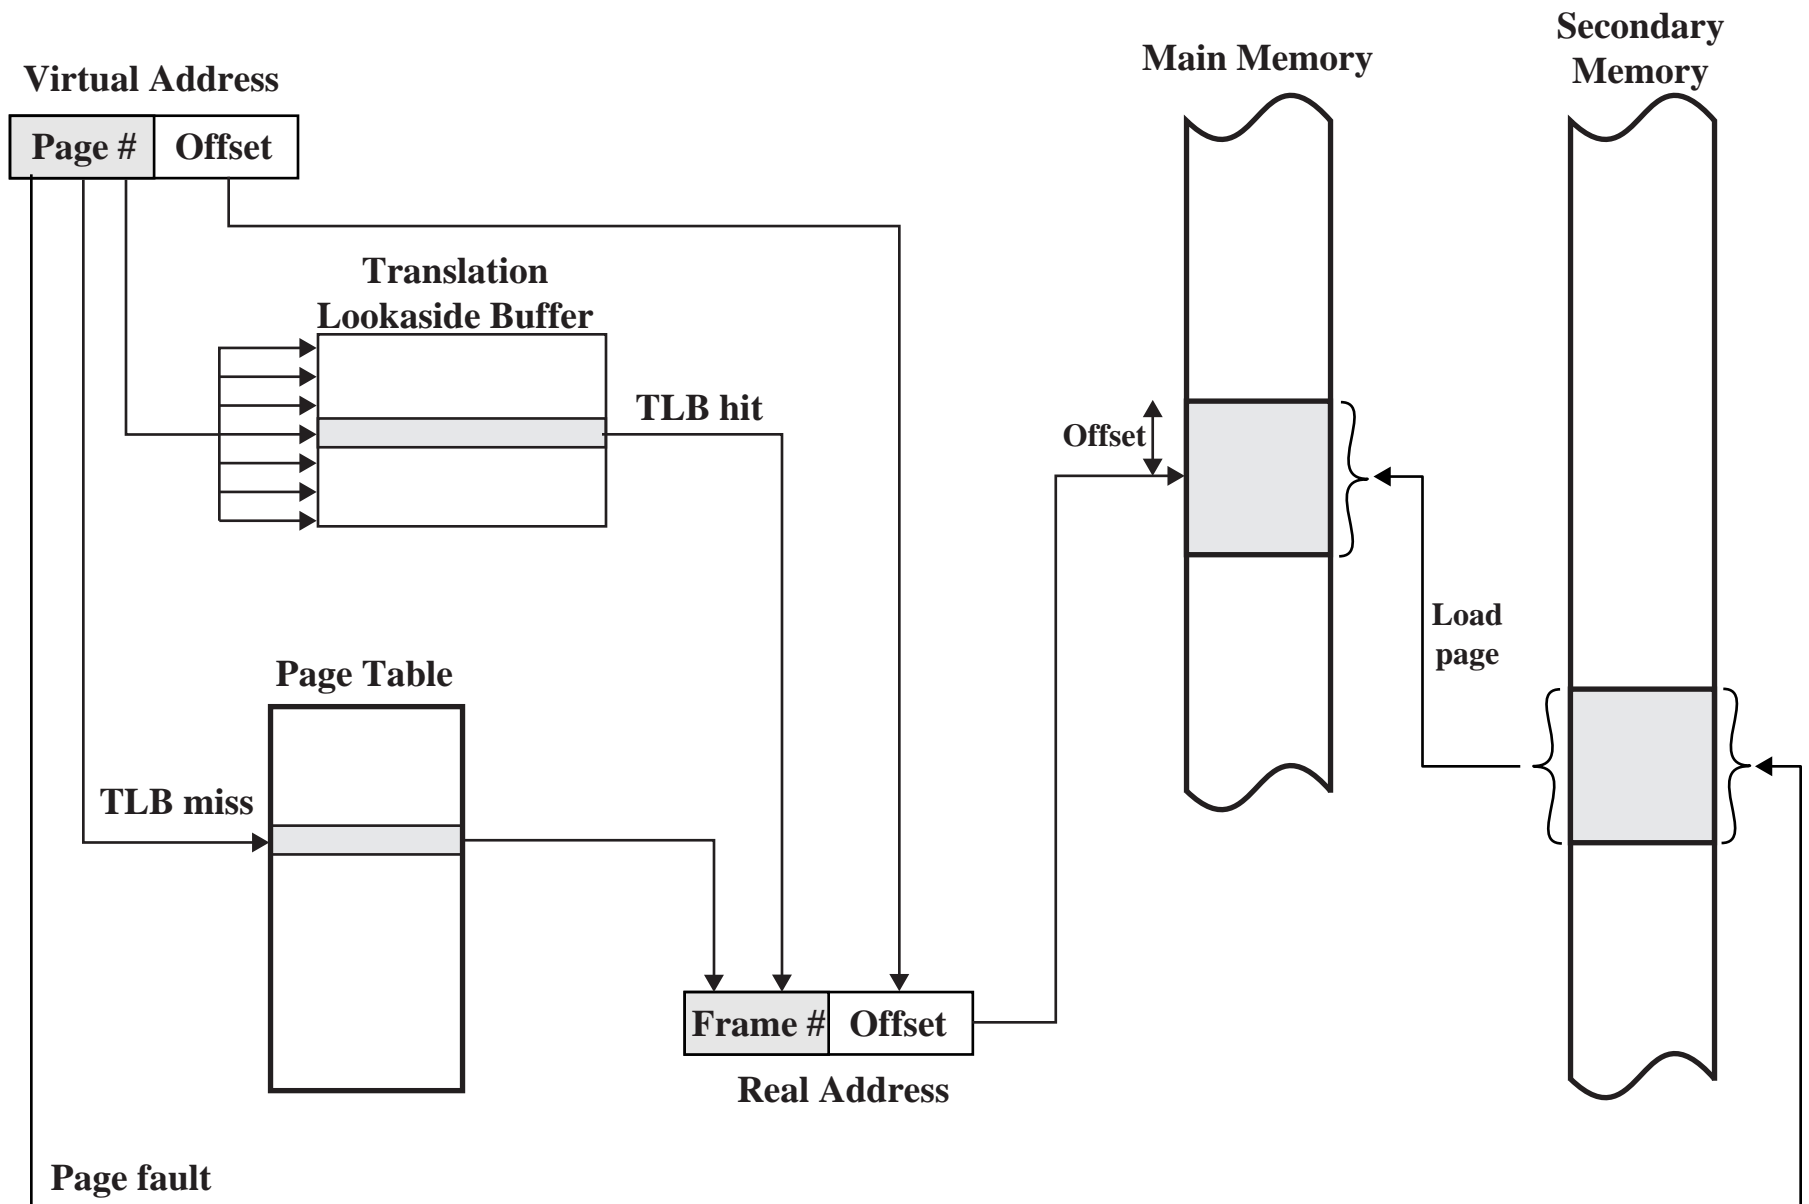 Secondary
Memory
Main Memory
Virtual Address
Page #
Offset
Translation
Lookaside Buffer
TLB hit
Offset
Load
page
Page Table
TLB miss
Frame #
Offset
Real Address
Page fault